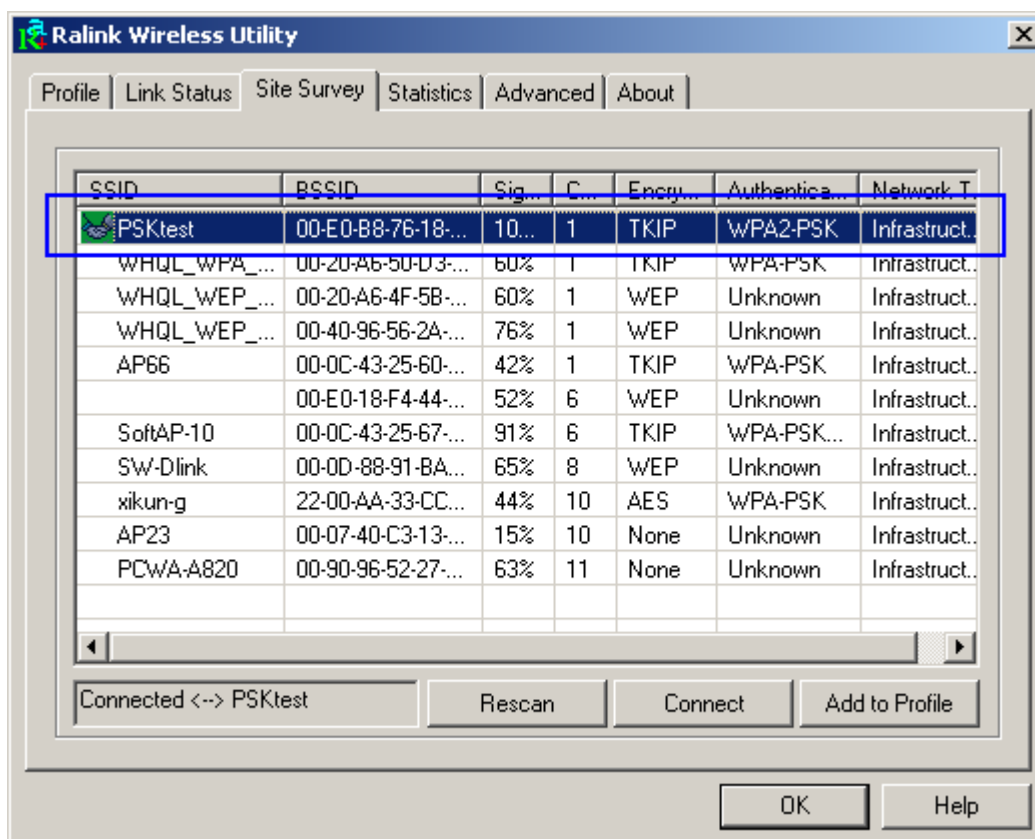 Ralink Wireless Utility
Profile Link Status Site Survey Statistics Advanced About
SSID BSSID Sig... C... Encry... Authentica... Network T
PSKtest 00-E0-B8-76-18-... 10... 1 TKIP WPA2-PSK Infrastruct..
WHQL_WPA_... 00-20-A6-50-D3-... 60% 1 TKIP WPA-PSK Infrastruct..
WHQL_WEP_... 00-20-A6-4F-5B-... 60% 1 WEP Unknown Infrastruct..
WHQL_WEP_... 00-40-96-56-2A-... 76% 1 WEP Unknown Infrastruct..
AP66 00-0C-43-25-60-... 42% 1 TKIP WPA-PSK Infrastruct..
00-E0-18-F4-44-... 52% 6 WEP Unknown Infrastruct..
SoftAP-10 00-0C-43-25-67-... 91% 6 TKIP WPA-PSK... Infrastruct..
SW-Dlink 00-0D-88-91-BA... 65% 8 WEP Unknown Infrastruct..
xikun-g 22-00-AA-33-CC... 44% 10 AES WPA-PSK Infrastruct..
AP23 00-07-40-C3-13-... 15% 10 None Unknown Infrastruct..
PCWA-A820 00-90-96-52-27-... 63% 11 None Unknown Infrastruct..
Connected <--> PSKtest Rescan Connect Add to Profile
OK Help